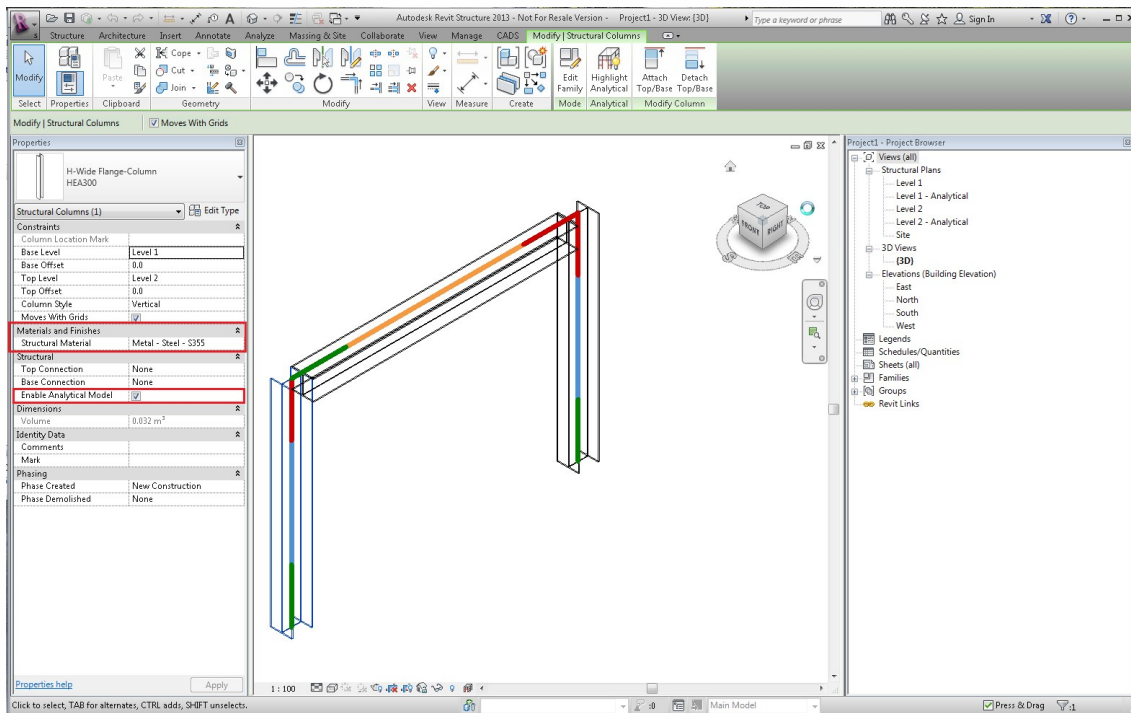 Autodesk Revit Structure 2013 - Not For Resale Version - Project1 - 3D View: {3D}
Type a keyword or phrase
Sign In
Structure Architecture Insert Annotate Analyze Massing & Site Collaborate View Manage CADS Modify | Structural Columns
Modify
Paste
Cope
Cut
Join
Edit Family
Highlight Analytical
Attach Top/Base
Detach Top/Base
Select Properties Clipboard Geometry Modify View Measure Create Mode Analytical Modify Column
Modify | Structural Columns Moves With Grids
Properties
H-Wide Flange-Column
HEA300
Structural Columns (1) Edit Type
Constraints
Column Location Mark
Base Level Level 1
Base Offset 0.0
Top Level Level 2
Top Offset 0.0
Column Style Vertical
Moves With Grids
Materials and Finishes
Structural Material Metal - Steel - S355
Structural
Top Connection None
Base Connection None
Enable Analytical Model
Dimensions
Volume 0.032 m³
Identity Data
Comments
Mark
Phasing
Phase Created New Construction
Phase Demolished None
Properties help Apply
TOP
FRONT
RIGHT
1 : 100
Project1 - Project Browser
Views (all)
Structural Plans
Level 1
Level 1 - Analytical
Level 2
Level 2 - Analytical
Site
3D Views
{3D}
Elevations (Building Elevation)
East
North
South
West
Legends
Schedules/Quantities
Sheets (all)
Families
Groups
Revit Links
Click to select, TAB for alternates, CTRL adds, SHIFT unselects.
:0
Main Model
Press & Drag
:1